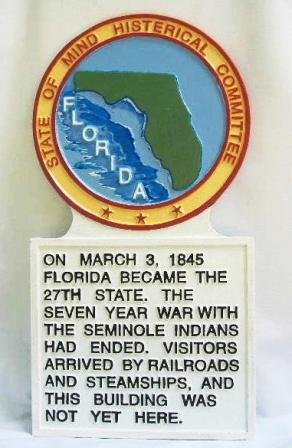 STATE OF MIND HISTERICAL COMMITTEE
FLORIDA
ON MARCH 3, 1845
FLORIDA BECAME THE
27TH STATE. THE
SEVEN YEAR WAR WITH
THE SEMINOLE INDIANS
HAD ENDED. VISITORS
ARRIVED BY RAILROADS
AND STEAMSHIPS, AND
THIS BUILDING WAS
NOT YET HERE.